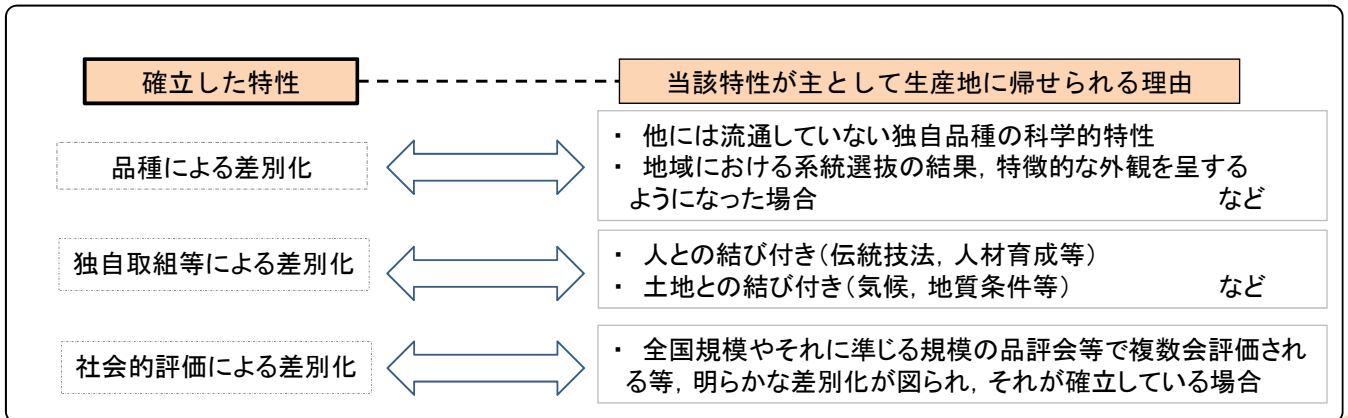 確立した特性
当該特性が主として生産地に帰せられる理由
品種による差別化
・ 他には流通していない独自品種の科学的特性
・ 地域における系統選抜の結果，特徴的な外観を呈する
ようになった場合 など
独自取組等による差別化
・ 人との結び付き（伝統技法，人材育成等）
・ 土地との結び付き（気候，地質条件等） など
社会的評価による差別化
・ 全国規模やそれに準じる規模の品評会等で複数会評価され
る等，明らかな差別化が図られ，それが確立している場合